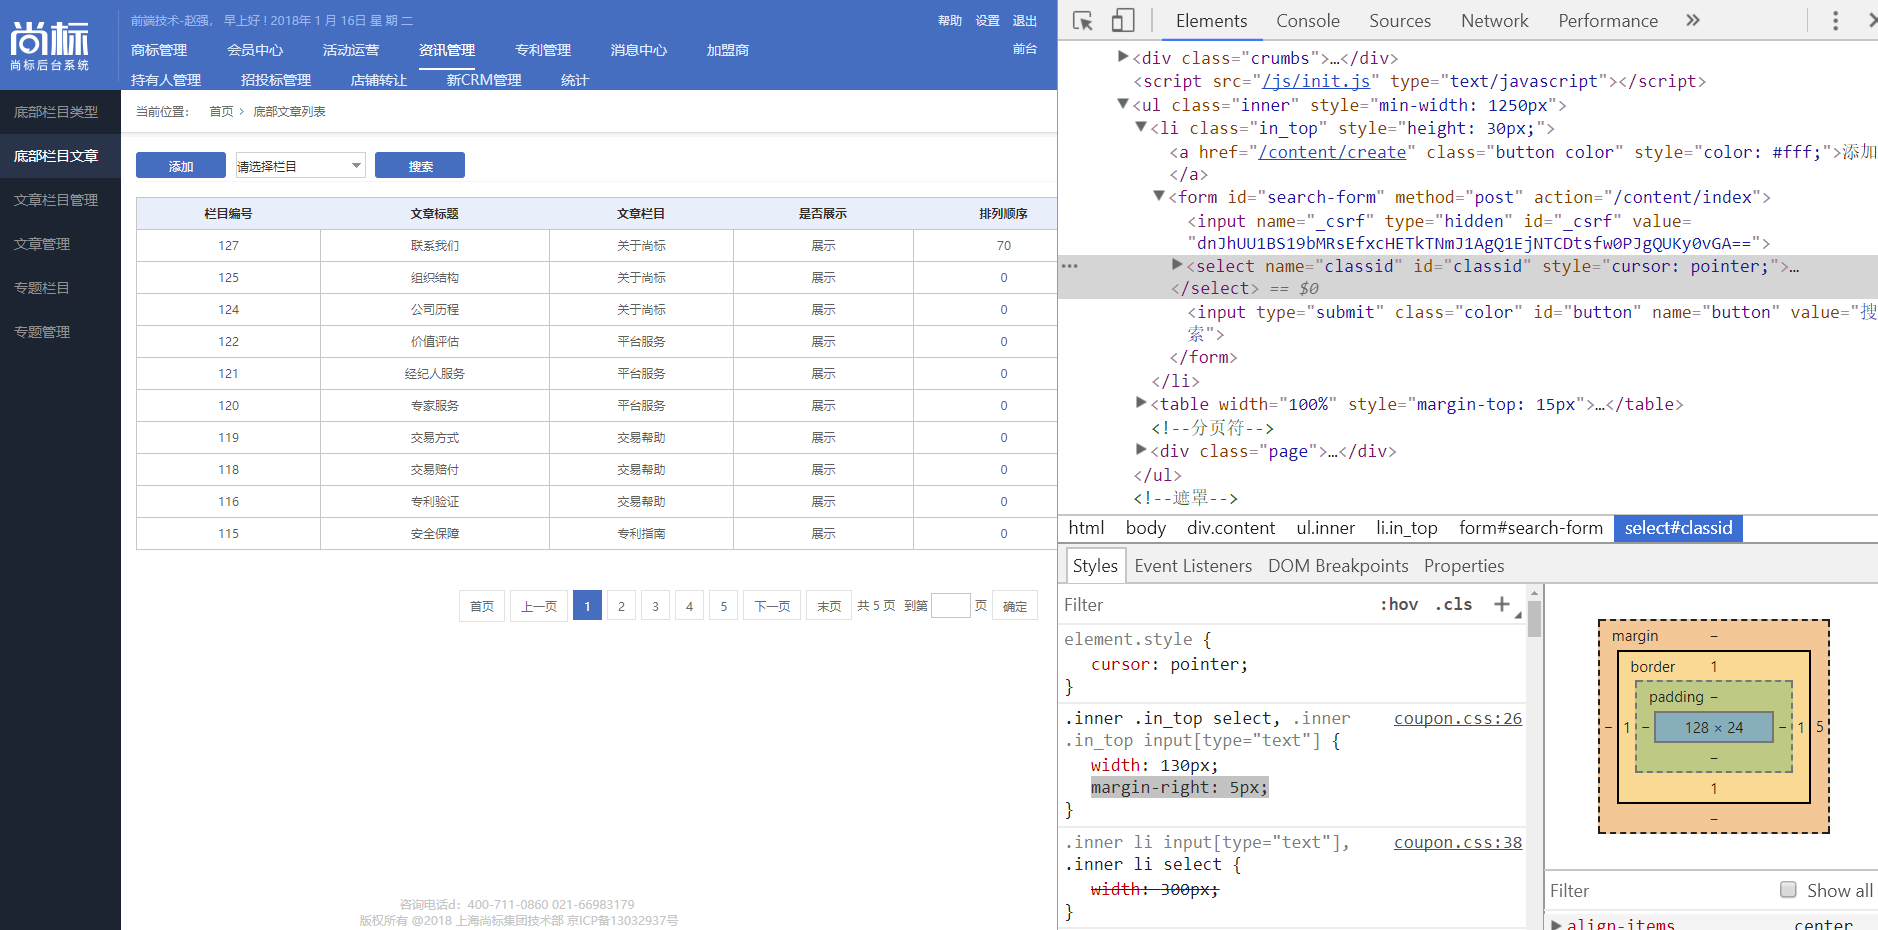 尚标
尚标后台系统
前端技术-赵强， 早上好 ! 2018年 1 月 16日 星 期 二
帮助 设置 退出
商标管理 会员中心 活动运营 资讯管理 专利管理 消息中心 加盟商
前台
持有人管理 招投标管理 店铺转让 新CRM管理 统计
底部栏目类型
底部栏目文章
文章栏目管理
文章管理
专题栏目
专题管理
当前位置： 首页 > 底部文章列表
添加 请选择栏目 搜索
栏目编号 文章标题 文章栏目 是否展示 排列顺序
127 联系我们 关于尚标 展示 70
125 组织结构 关于尚标 展示 0
124 公司历程 关于尚标 展示 0
122 价值评估 平台服务 展示 0
121 经纪人服务 平台服务 展示 0
120 专家服务 平台服务 展示 0
119 交易方式 交易帮助 展示 0
118 交易赔付 交易帮助 展示 0
116 专利验证 交易帮助 展示 0
115 安全保障 专利指南 展示 0
首页 上一页 1 2 3 4 5 下一页 末页 共 5 页 到第 页 确定
咨询电话d：400-711-0860 021-66983179
版权所有 @2018 上海尚标集团技术部 京ICP备13032937号
Elements Console Sources Network Performance »
<div class="crumbs">…</div>
<script src="/js/init.js" type="text/javascript"></script>
<ul class="inner" style="min-width: 1250px">
<li class="in_top" style="height: 30px;">
<a href="/content/create" class="button color" style="color: #fff;">添加
</a>
<form id="search-form" method="post" action="/content/index">
<input name="_csrf" type="hidden" id="_csrf" value=
"dnJhUU1BS19bMRsEfxcHETkTNmJ1AgQ1EjNTCDtsfw0PJgQUKy0vGA==">
<select name="classid" id="classid" style="cursor: pointer;">…
</select> == $0
<input type="submit" class="color" id="button" name="button" value="搜
索">
</form>
</li>
<table width="100%" style="margin-top: 15px">…</table>
<!--分页符-->
<div class="page">…</div>
</ul>
<!--遮罩-->
html body div.content ul.inner li.in_top form#search-form select#classid
Styles Event Listeners DOM Breakpoints Properties
Filter :hov .cls +
element.style {
cursor: pointer;
}
.inner .in_top select, .inner coupon.css:26
.in_top input[type="text"] {
width: 130px;
margin-right: 5px;
}
.inner li input[type="text"], coupon.css:38
.inner li select {
width: 300px;
}
margin –
border 1
padding –
– 1 – 128 × 24 – 1 5
–
1
–
Filter Show all
align-items center